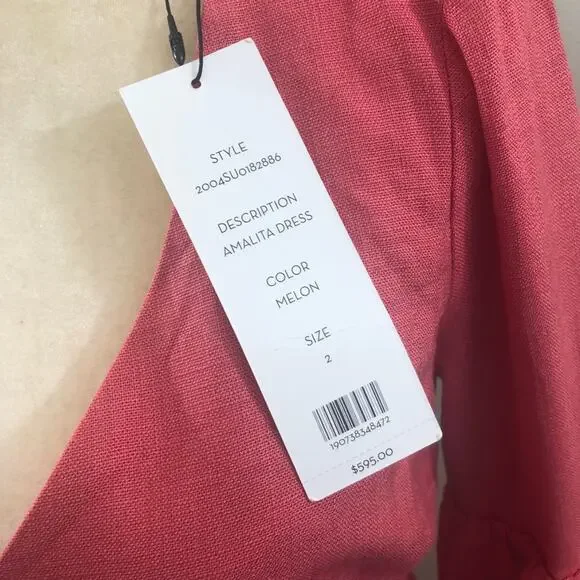 STYLE
2004SU0182886
DESCRIPTION
AMALITA DRESS
COLOR
MELON
SIZE
2
190738348472
$595.00